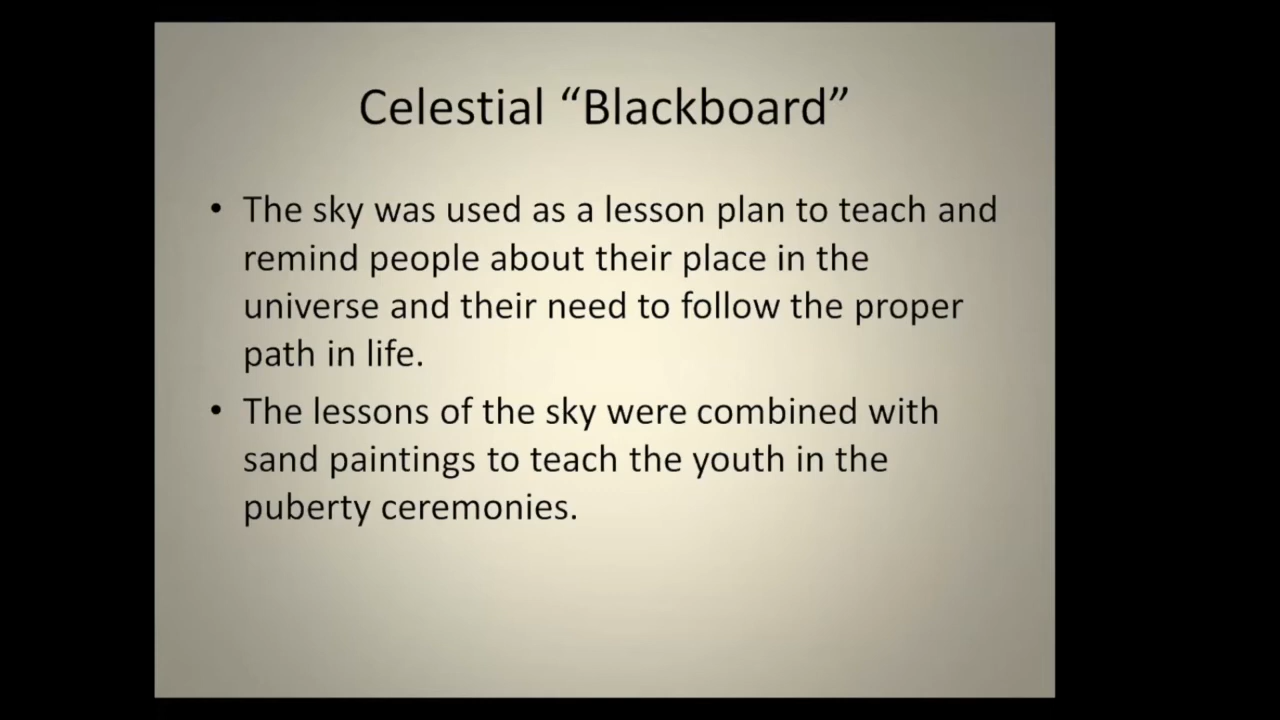 Celestial “Blackboard”
• The sky was used as a lesson plan to teach and
remind people about their place in the
universe and their need to follow the proper
path in life.
• The lessons of the sky were combined with
sand paintings to teach the youth in the
puberty ceremonies.